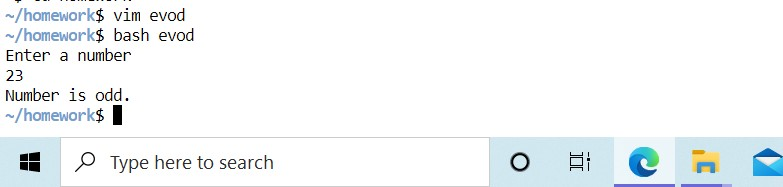 ~/homework$ vim evod
~/homework$ bash evod
Enter a number
23
Number is odd.
~/homework$
Type here to search